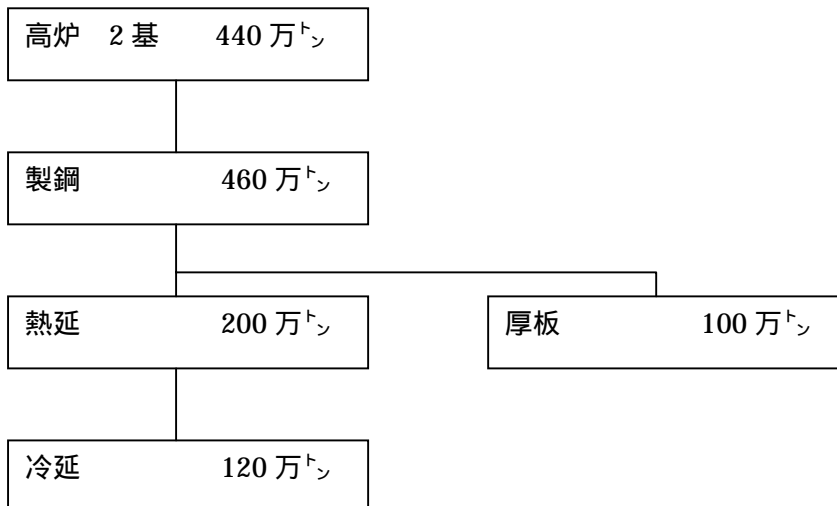 高炉　2 基　　440 万㌧
製鋼　　　　460 万㌧
熱延　　　　200 万㌧
厚板　　　　100 万㌧
冷延　　　　120 万㌧